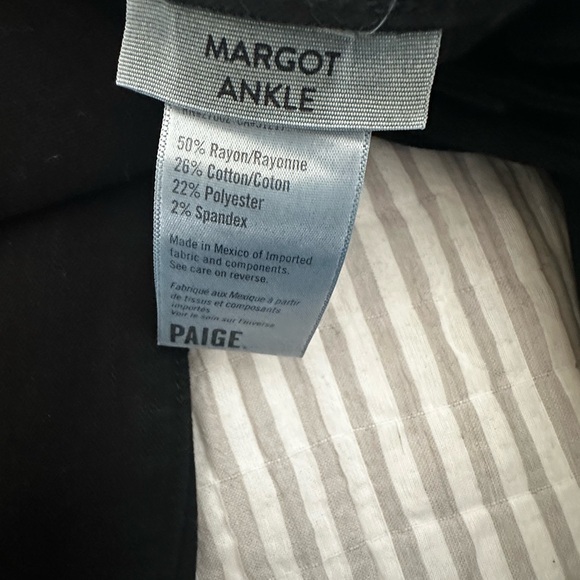 MARGOT
ANKLE
50% Rayon/Rayonne
26% Cotton/Coton
22% Polyester
2% Spandex
Made in Mexico of Imported
fabric and components.
See care on reverse.
Fabriqué aux Mexique à partir
de tissus et composants
importés
Voir le soin sur l'inverse
PAIGE